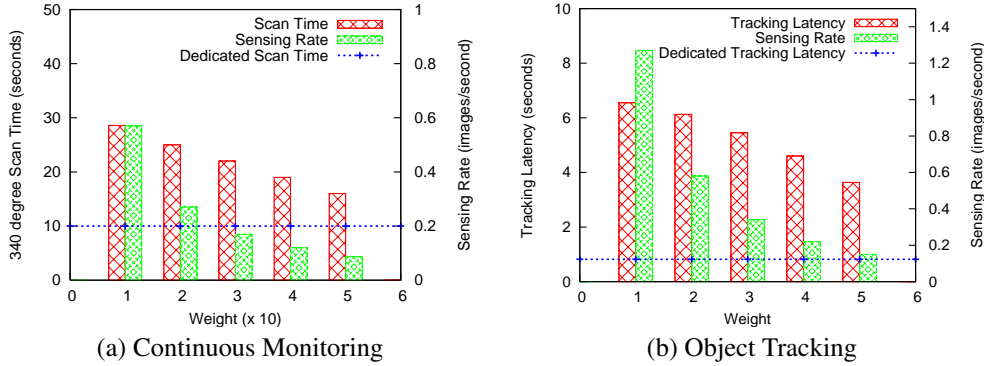 Scan Time
Sensing Rate
Dedicated Scan Time
340 degree Scan Time (seconds)
50
40
30
20
10
0
1
0.8
0.6
0.4
0.2
0
Sensing Rate (images/second)
0 1 2 3 4 5 6
Weight (x 10)
(a) Continuous Monitoring
Tracking Latency
Sensing Rate
Dedicated Tracking Latency
Tracking Latency (seconds)
10
8
6
4
2
0
1.4
1.2
1
0.8
0.6
0.4
0.2
0
Sensing Rate (images/second)
0 1 2 3 4 5 6
Weight
(b) Object Tracking